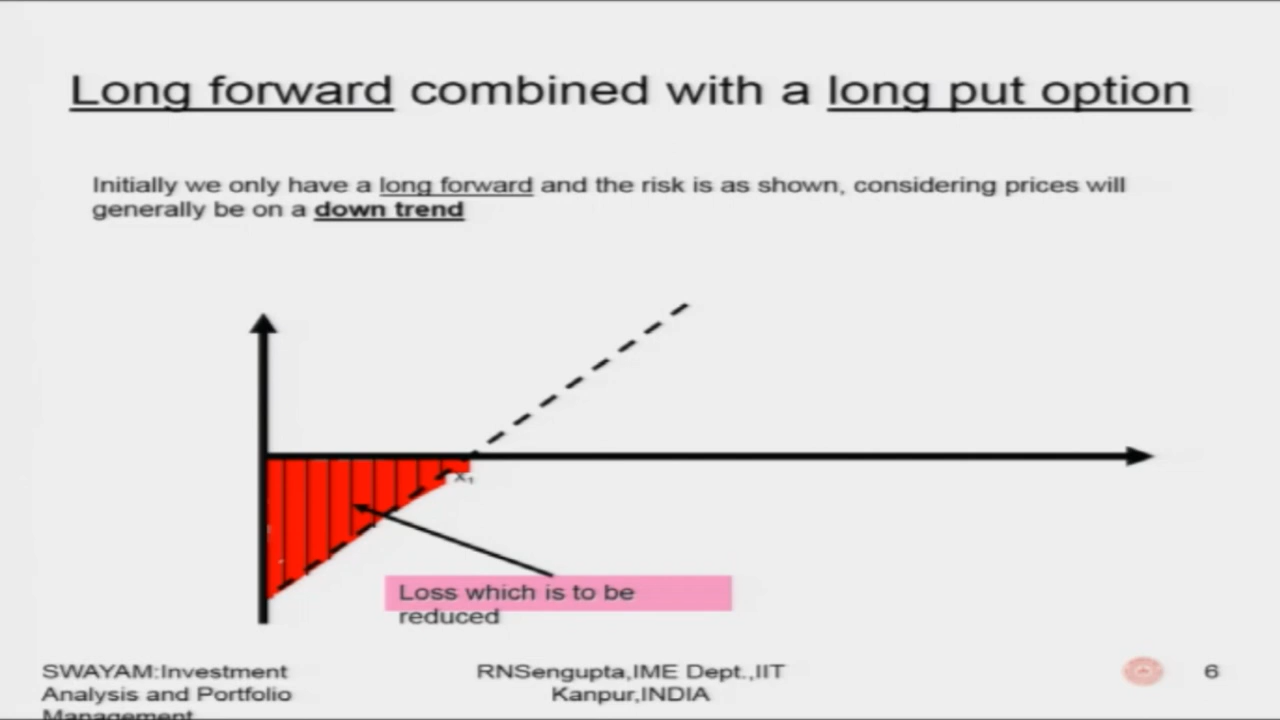 Long forward combined with a long put option
Initially we only have a long forward and the risk is as shown, considering prices will
generally be on a down trend
X₁
Loss which is to be
reduced
SWAYAM:Investment
Analysis and Portfolio
Management
RNSengupta,IME Dept.,IIT
Kanpur,INDIA
6